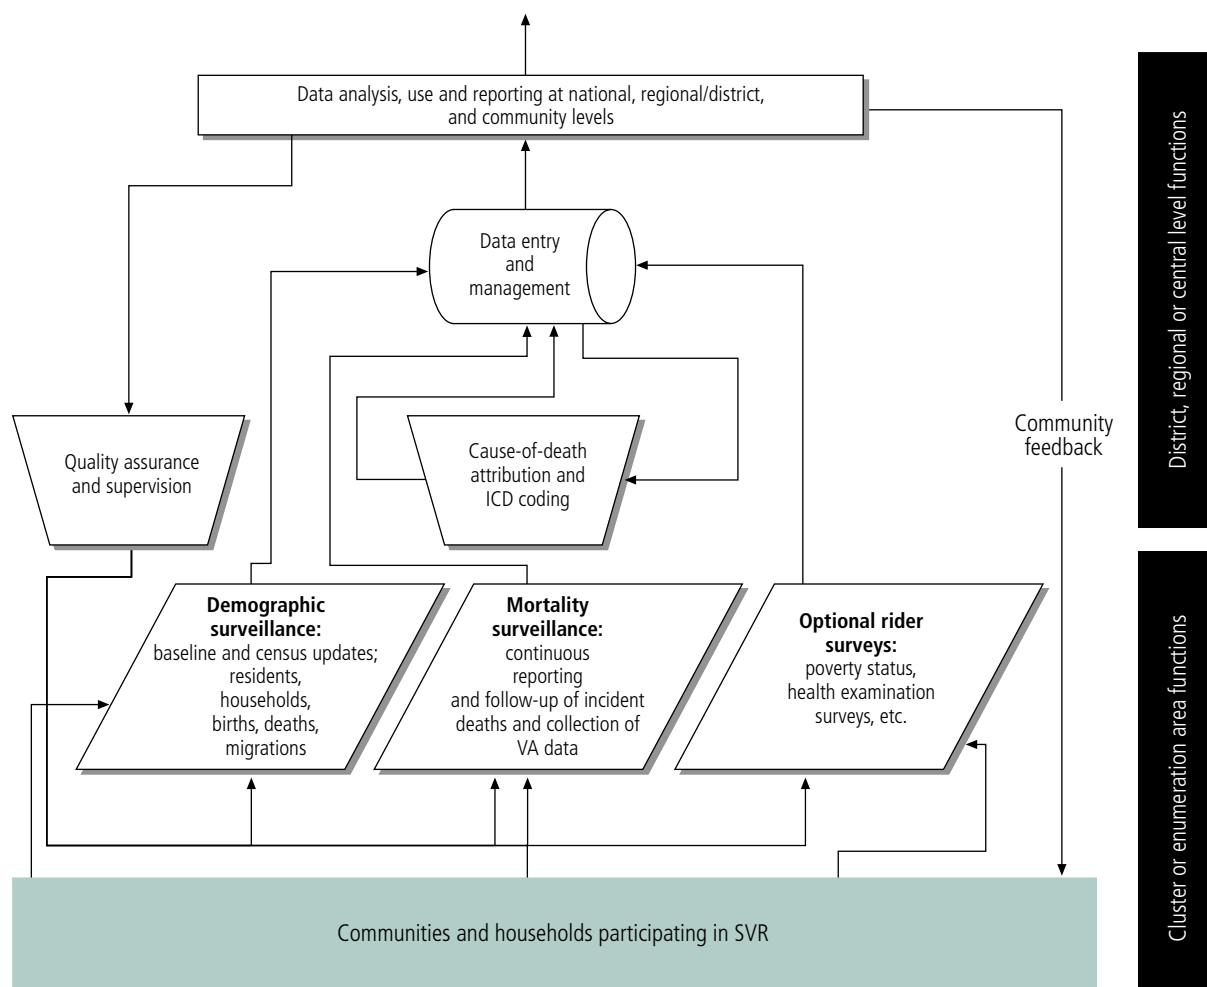 Data analysis, use and reporting at national, regional/district,
and community levels
Data entry
and
management
Quality assurance
and supervision
Cause-of-death
attribution and
ICD coding
Community
feedback
Demographic
surveillance:
baseline and census updates;
residents,
households,
births, deaths,
migrations
Mortality
surveillance:
continuous
reporting
and follow-up of incident
deaths and collection of
VA data
Optional rider
surveys:
poverty status,
health examination
surveys, etc.
Communities and households participating in SVR
District, regional or central level functions
Cluster or enumeration area functions